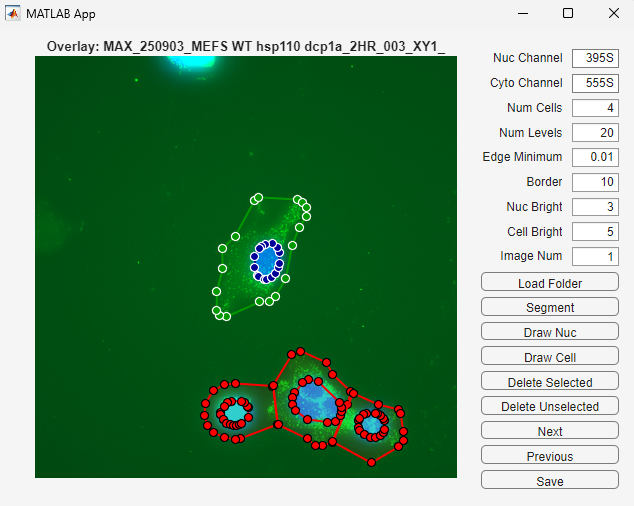 MATLAB App
Overlay: MAX_250903_MEFS WT hsp110 dcp1a_2HR_003_XY1_
Nuc Channel 395S
Cyto Channel 555S
Num Cells 4
Num Levels 20
Edge Minimum 0.01
Border 10
Nuc Bright 3
Cell Bright 5
Image Num 1
Load Folder
Segment
Draw Nuc
Draw Cell
Delete Selected
Delete Unselected
Next
Previous
Save